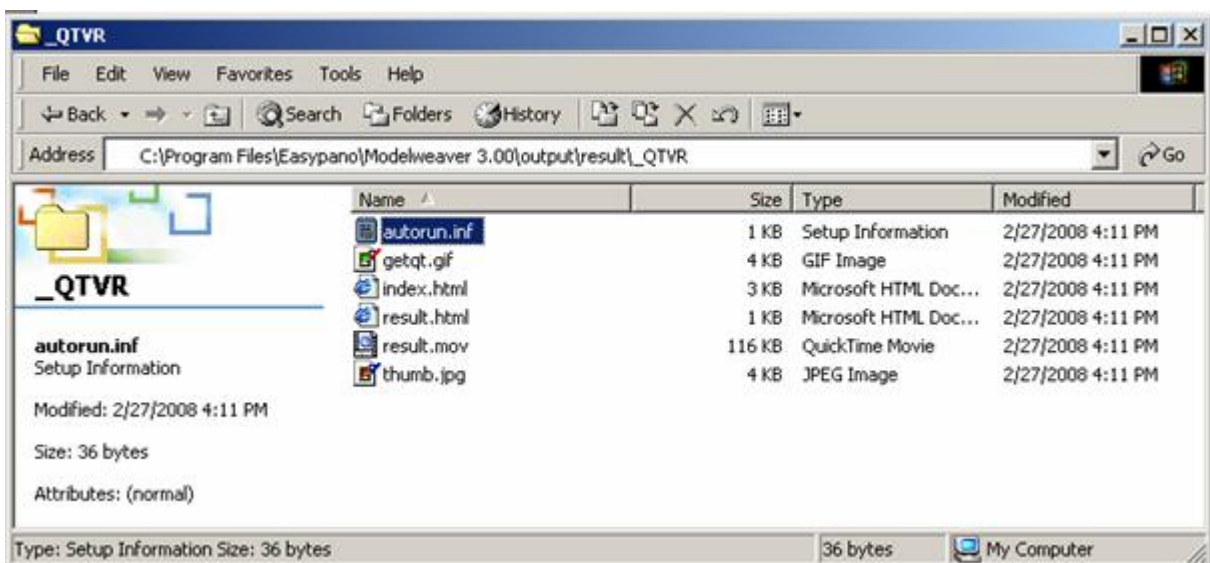 _QTVR
File Edit View Favorites Tools Help
Back Search Folders History
Address C:\Program Files\Easypano\Modelweaver 3.00\output\result\_QTVR Go
Name Size Type Modified
autorun.inf 1 KB Setup Information 2/27/2008 4:11 PM
getqt.gif 4 KB GIF Image 2/27/2008 4:11 PM
index.html 3 KB Microsoft HTML Doc... 2/27/2008 4:11 PM
result.html 1 KB Microsoft HTML Doc... 2/27/2008 4:11 PM
result.mov 116 KB QuickTime Movie 2/27/2008 4:11 PM
thumb.jpg 4 KB JPEG Image 2/27/2008 4:11 PM
_QTVR
autorun.inf
Setup Information
Modified: 2/27/2008 4:11 PM
Size: 36 bytes
Attributes: (normal)
Type: Setup Information Size: 36 bytes 36 bytes My Computer